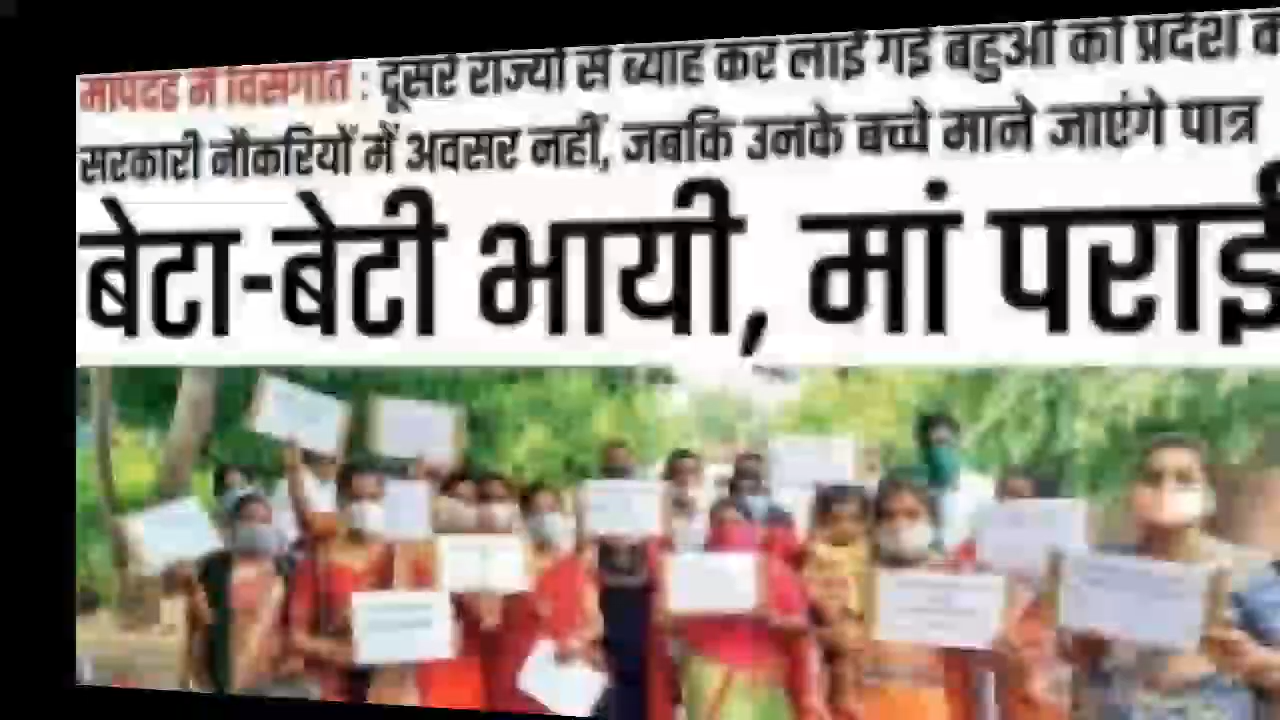 मापदंड में विसंगति : दूसरे राज्यों से ब्याह कर लाई गई बहुओं को प्रदेश
सरकारी नौकरियों में अवसर नहीं, जबकि उनके बच्चे माने जाएंगे पात्र
बेटा-बेटी भायी, मां पराई